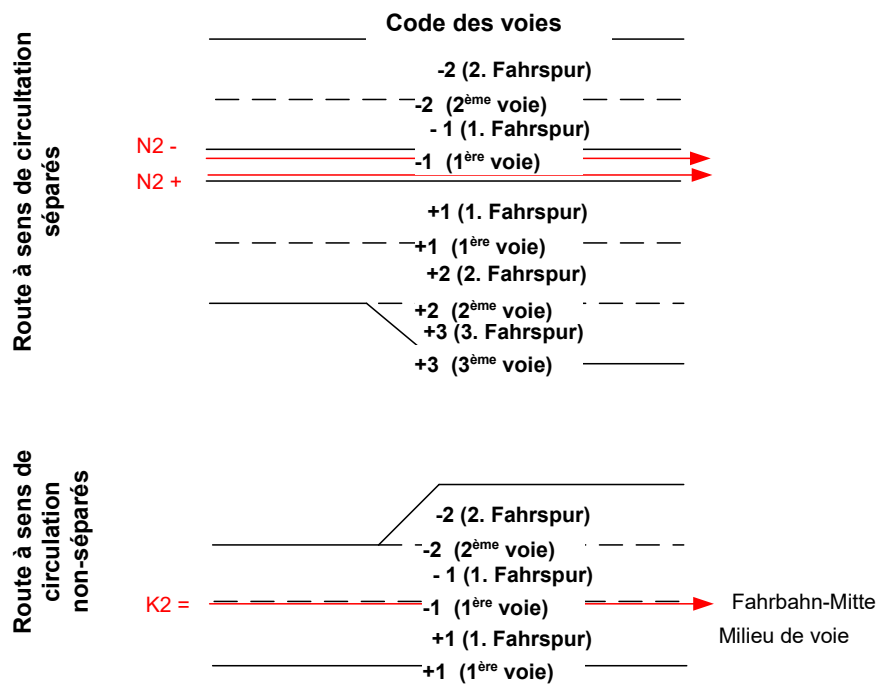 Code des voies
Route à sens de circultation
séparés
-2 (2. Fahrspur)
-2 (2ème voie)
- 1 (1. Fahrspur)
N2 -
-1 (1ère voie)
N2 +
+1 (1. Fahrspur)
+1 (1ère voie)
+2 (2. Fahrspur)
+2 (2ème voie)
+3 (3. Fahrspur)
+3 (3ème voie)
Route à sens de
circulation
non-séparés
-2 (2. Fahrspur)
-2 (2ème voie)
- 1 (1. Fahrspur)
K2 =
-1 (1ère voie)
Fahrbahn-Mitte
+1 (1. Fahrspur)
Milieu de voie
+1 (1ère voie)